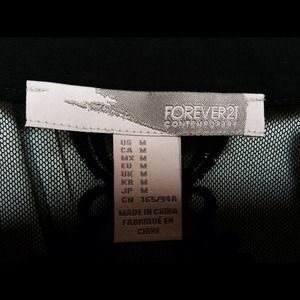 FOREVER21
CONTEMPORARY
US M
CA M
MX M
EU M
UK M
KR M
JP M
CN 165/94A
MADE IN CHINA
FABRIQUÉ EN
CHINE